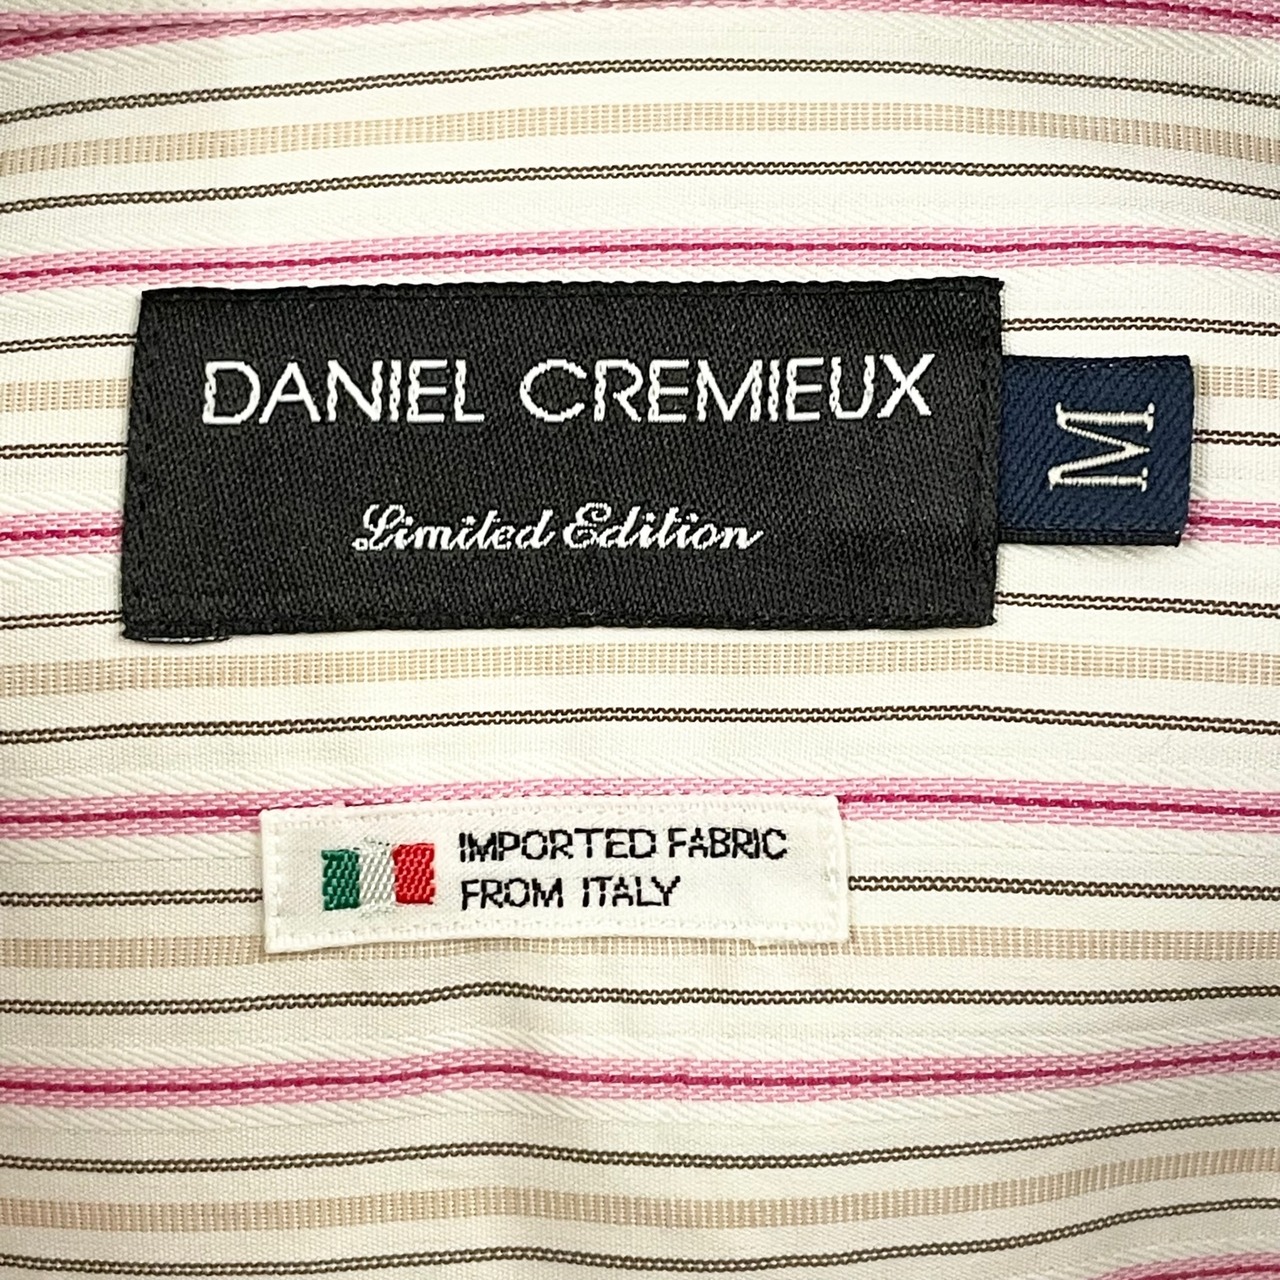 DANIEL CREMIEUX
Limited Edition
M
IMPORTED FABRIC
FROM ITALY